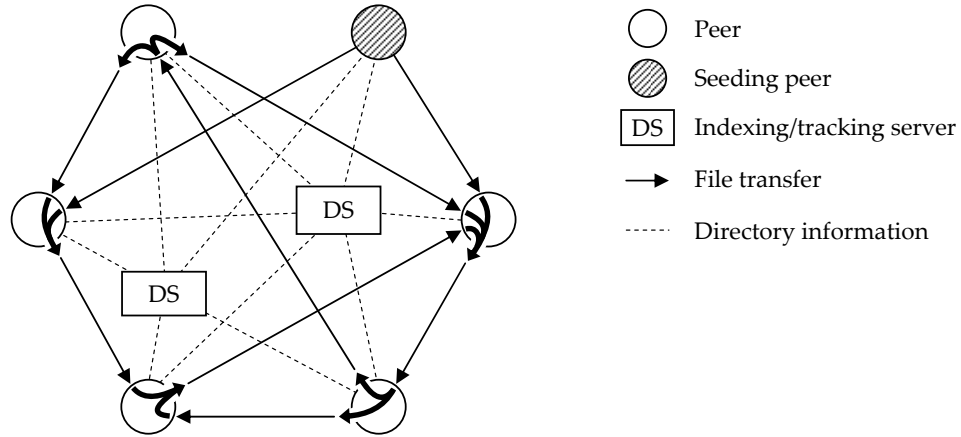 Peer
Seeding peer
DS Indexing/tracking server
File transfer
Directory information
DS
DS